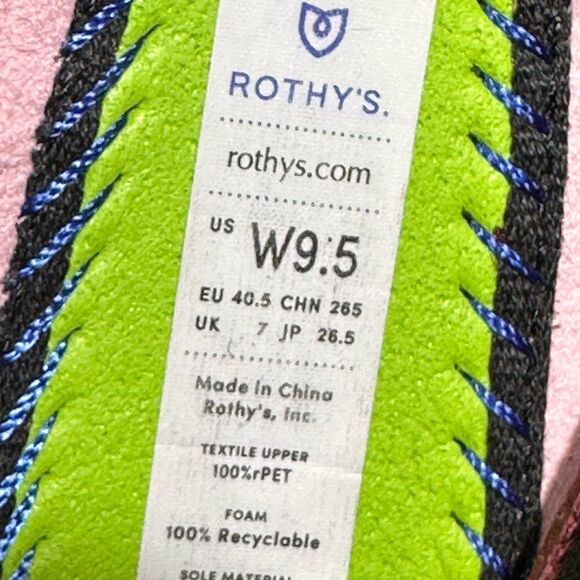 ROTHY'S.
rothys.com
US W9.5
EU 40.5 CHN 265
UK 7 JP 26.5
Made in China
Rothy's, Inc.
TEXTILE UPPER
100%rPET
FOAM
100% Recyclable
SOLE MATERIAL